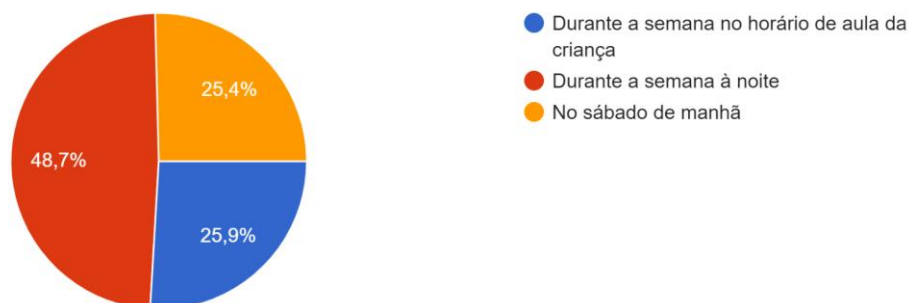 25,4%
48,7%
25,9%
Durante a semana no horário de aula da
criança
Durante a semana à noite
No sábado de manhã